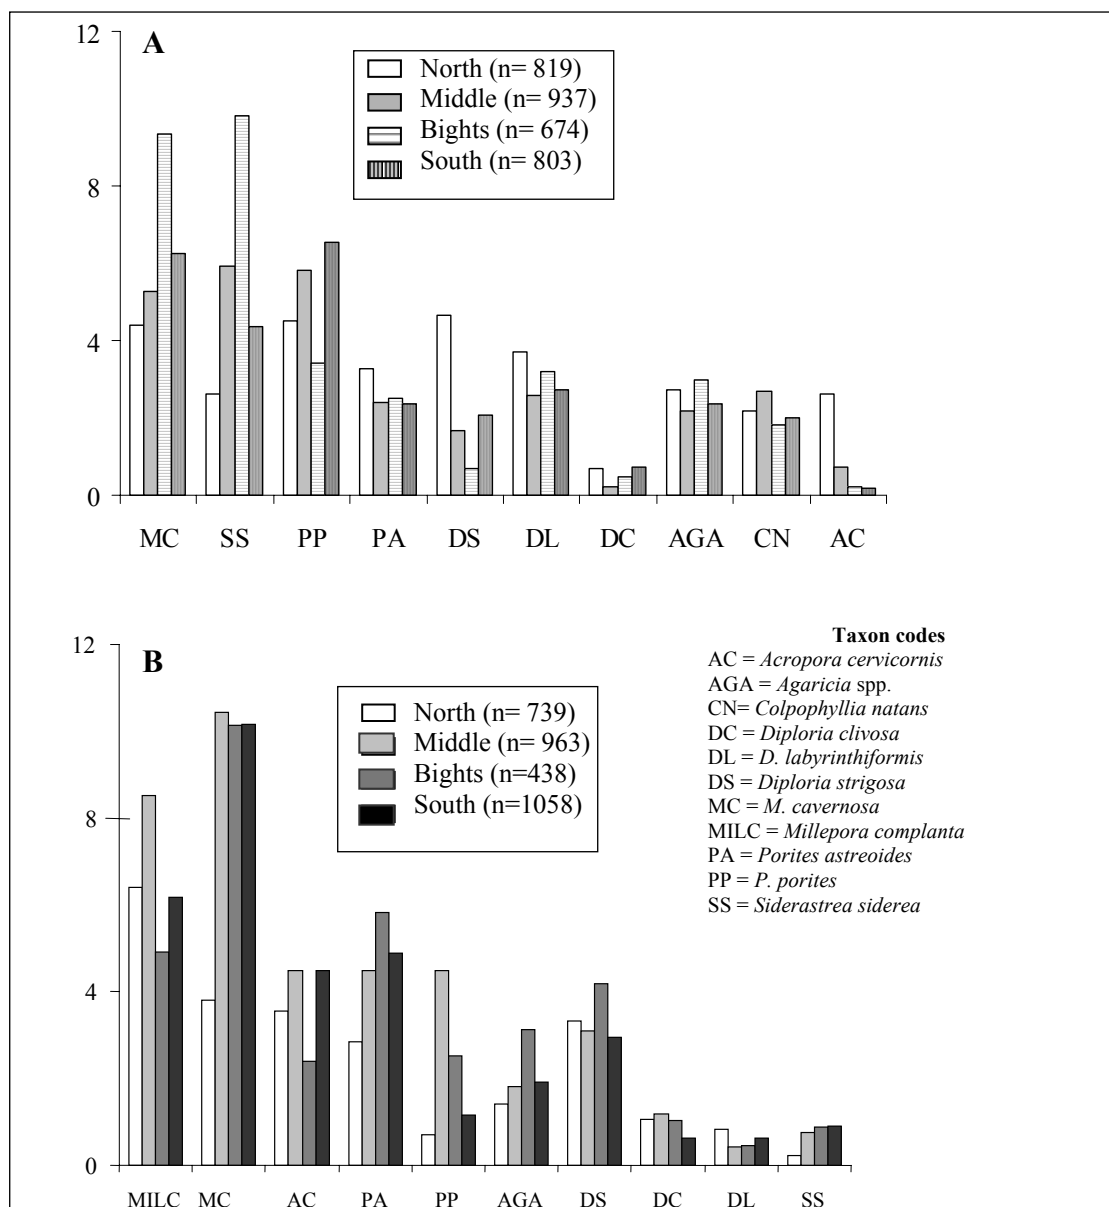 12
A
North (n= 819)
Middle (n= 937)
Bights (n= 674)
South (n= 803)
8
4
0
MC SS PP PA DS DL DC AGA CN AC
12
B
North (n= 739)
Middle (n= 963)
Bights (n=438)
South (n=1058)
8
4
0
MILC MC AC PA PP AGA DS DC DL SS
Taxon codes
AC = Acropora cervicornis
AGA = Agaricia spp.
CN= Colpophyllia natans
DC = Diploria clivosa
DL = D. labyrinthiformis
DS = Diploria strigosa
MC = M. cavernosa
MILC = Millepora complanta
PA = Porites astreoides
PP = P. porites
SS = Siderastrea siderea